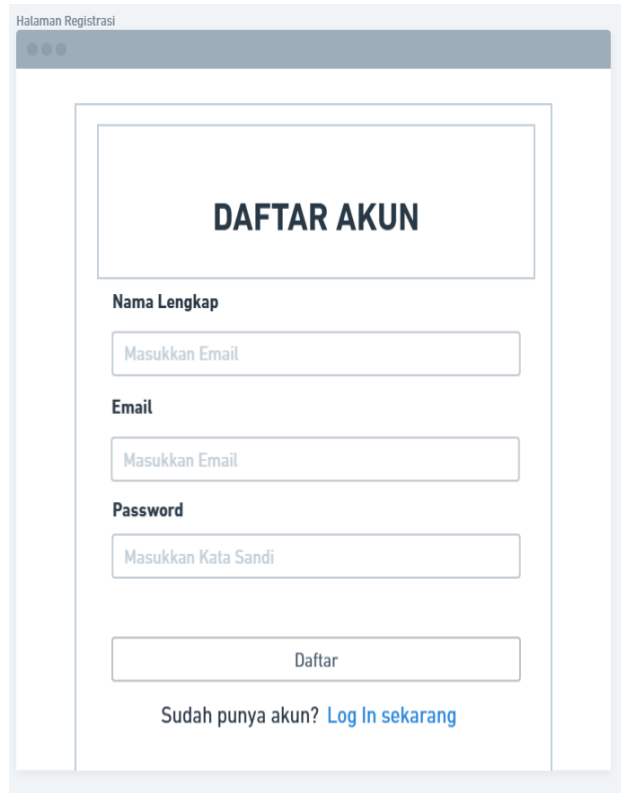 Halaman Registrasi
DAFTAR AKUN
Nama Lengkap
Masukkan Email
Email
Masukkan Email
Password
Masukkan Kata Sandi
Daftar
Sudah punya akun? Log In sekarang